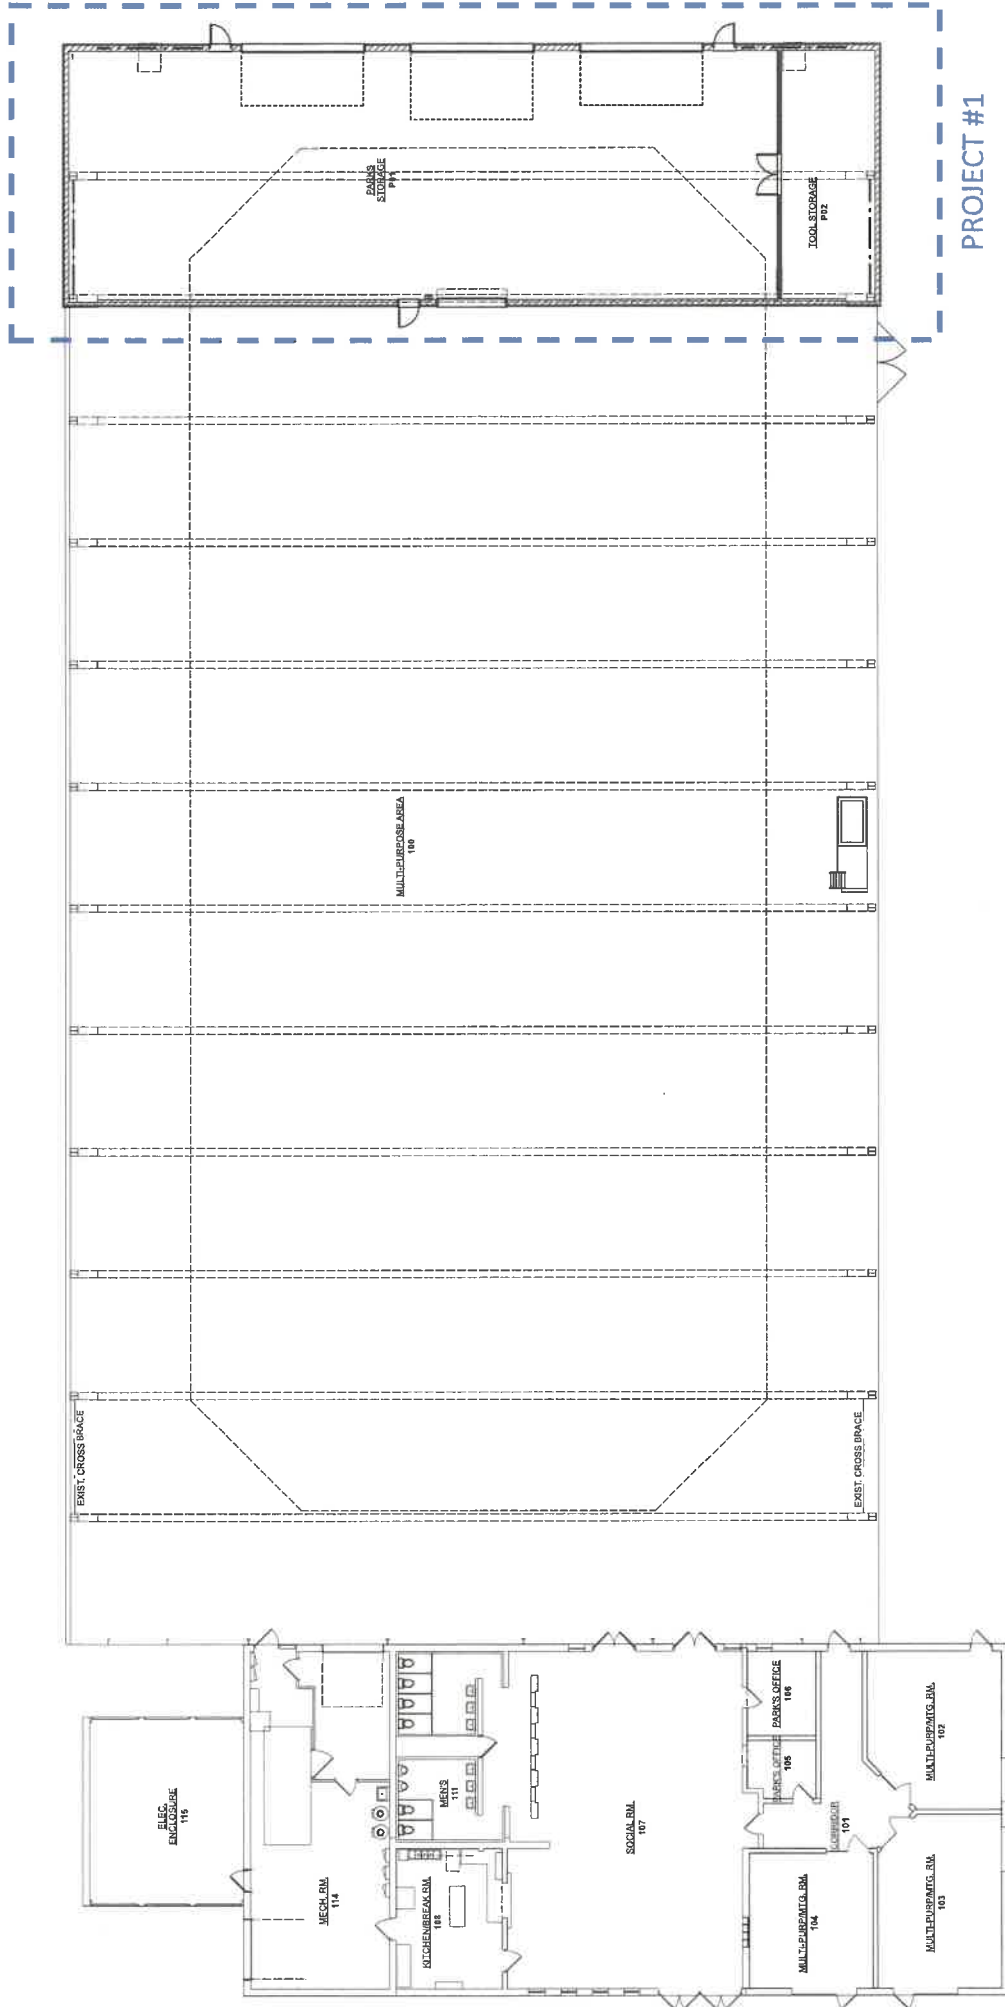 PROJECT #1
PARKS
STORAGE
P01
TOOL STORAGE
P02
MULTI-PURPOSE AREA
100
EXIST. CROSS BRACE
EXIST. CROSS BRACE
ELEC.
ENCLOSURE
115
MECH. RM.
114
MEN'S
111
KITCHEN/BREAK RM.
108
SOCIAL RM.
107
PARK'S OFFICE
106
PARK'S OFFICE
105
CORRIDOR
101
MULTI-PURP/MTG. RM.
102
MULTI-PURP/MTG. RM.
103
MULTI-PURP/MTG. RM.
104